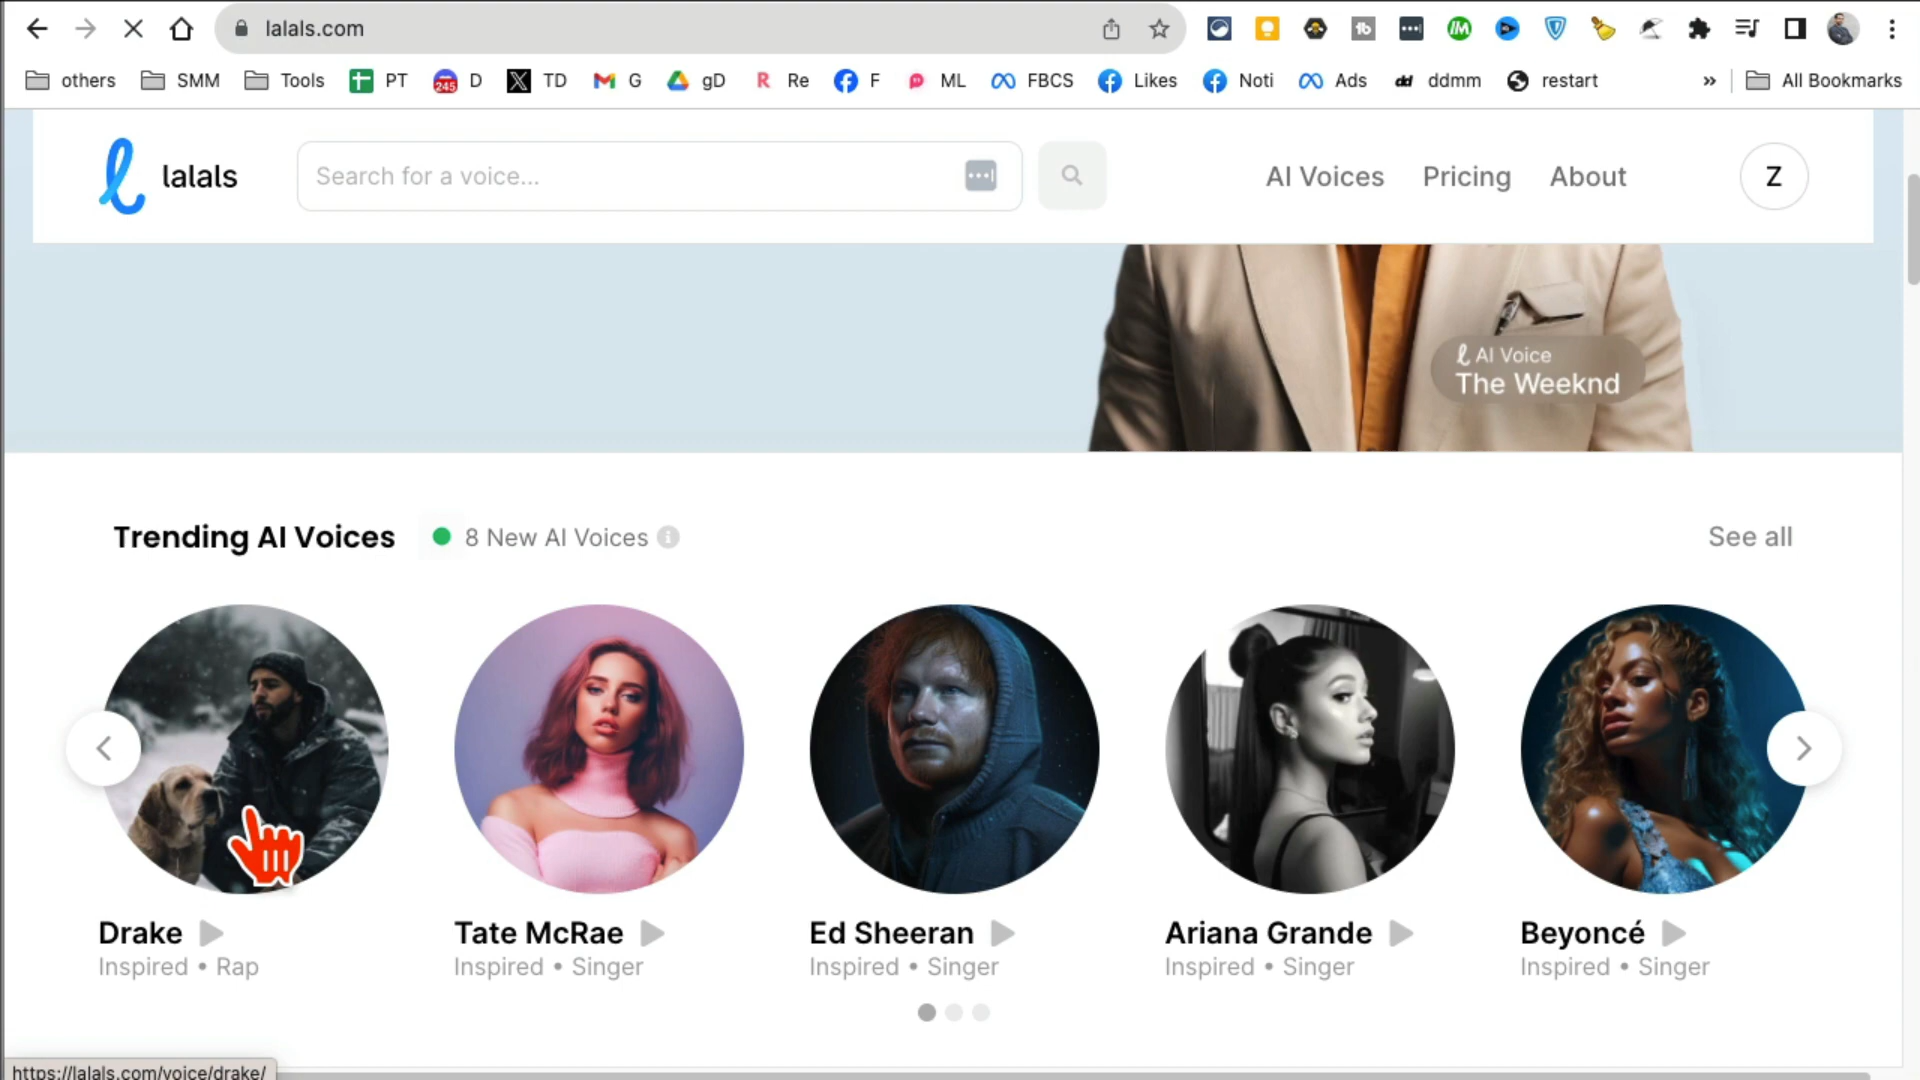 lalals.com
others SMM Tools PT 245 D TD G gD Re F ML FBCS Likes Noti Ads dd ddmm restart » All Bookmarks
lalals Search for a voice... AI Voices Pricing About Z
AI Voice
The Weeknd
Trending AI Voices 8 New AI Voices See all
Drake Tate McRae Ed Sheeran Ariana Grande Beyoncé
Inspired • Rap Inspired • Singer Inspired • Singer Inspired • Singer Inspired • Singer
https://lalals.com/voice/drake/